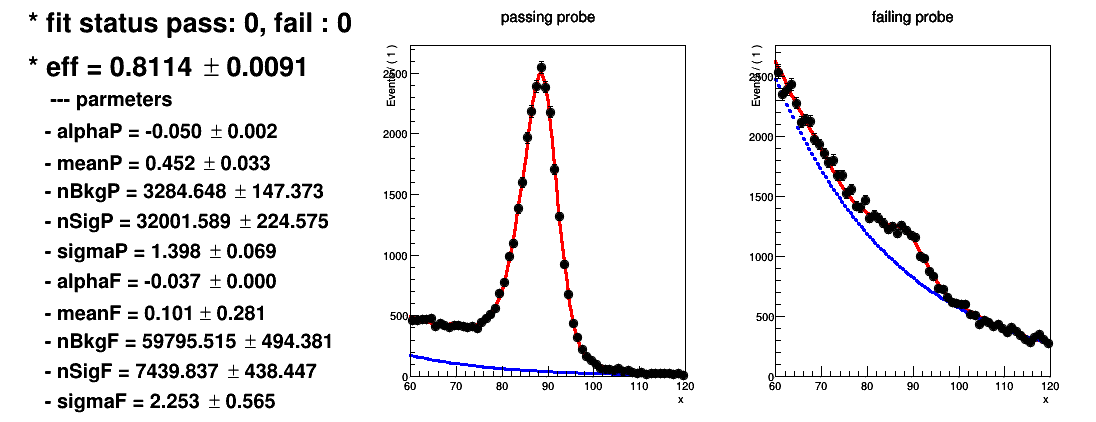 * fit status pass: 0, fail : 0
* eff = 0.8114 ± 0.0091
--- parmeters
- alphaP = -0.050 ± 0.002
- meanP = 0.452 ± 0.033
- nBkgP = 3284.648 ± 147.373
- nSigP = 32001.589 ± 224.575
- sigmaP = 1.398 ± 0.069
- alphaF = -0.037 ± 0.000
- meanF = 0.101 ± 0.281
- nBkgF = 59795.515 ± 494.381
- nSigF = 7439.837 ± 438.447
- sigmaF = 2.253 ± 0.565
passing probe
Events / ( 1 )
2500
2000
1500
1000
500
0
60 70 80 90 100 110 120
x
failing probe
Events / ( 1 )
2500
2000
1500
1000
500
0
60 70 80 90 100 110 120
x